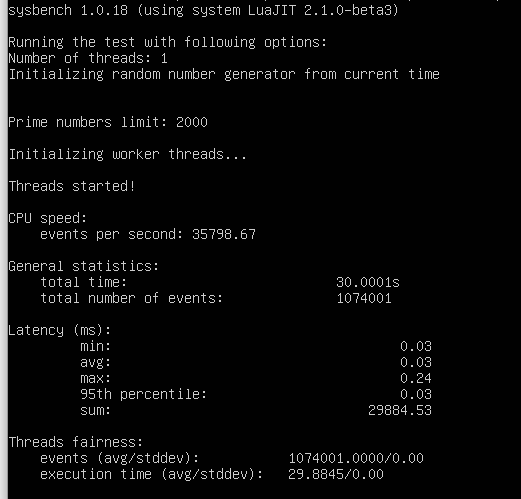 sysbench 1.0.18 (using system LuaJIT 2.1.0-beta3)
Running the test with following options:
Number of threads: 1
Initializing random number generator from current time
Prime numbers limit: 2000
Initializing worker threads...
Threads started!
CPU speed:
events per second: 35798.67
General statistics:
total time: 30.0001s
total number of events: 1074001
Latency (ms):
min: 0.03
avg: 0.03
max: 0.24
95th percentile: 0.03
sum: 29884.53
Threads fairness:
events (avg/stddev): 1074001.0000/0.00
execution time (avg/stddev): 29.8845/0.00